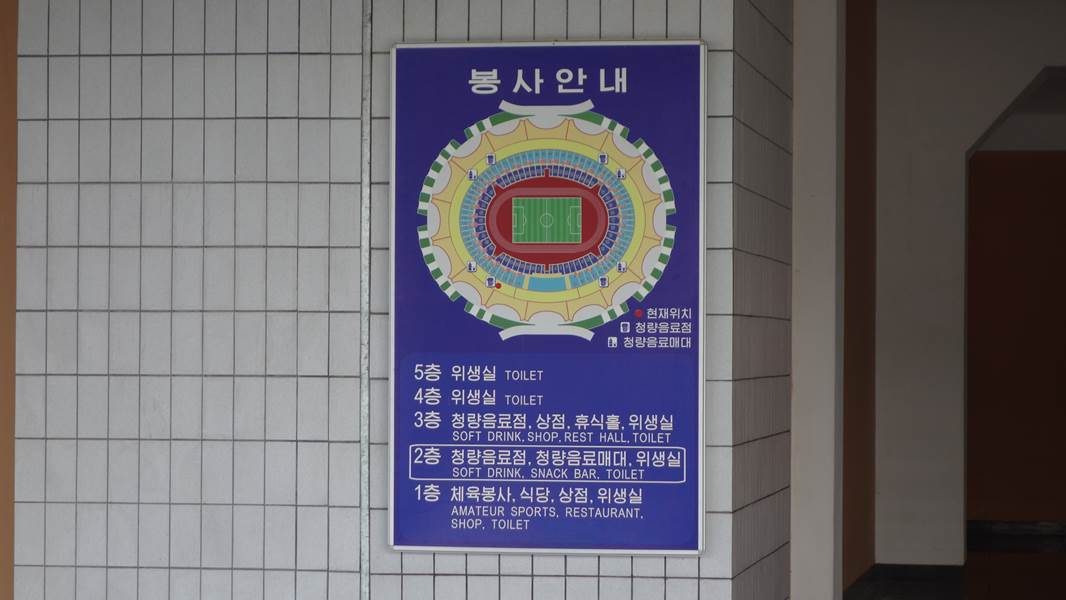 봉사안내
현재위치
청량음료점
청량음료매대
5층 위생실 TOILET
4층 위생실 TOILET
3층 청량음료점, 상점, 휴식홀, 위생실
SOFT DRINK, SHOP, REST HALL, TOILET
2층 청량음료점, 청량음료매대, 위생실
SOFT DRINK, SNACK BAR, TOILET
1층 체육봉사, 식당, 상점, 위생실
AMATEUR SPORTS, RESTAURANT,
SHOP, TOILET